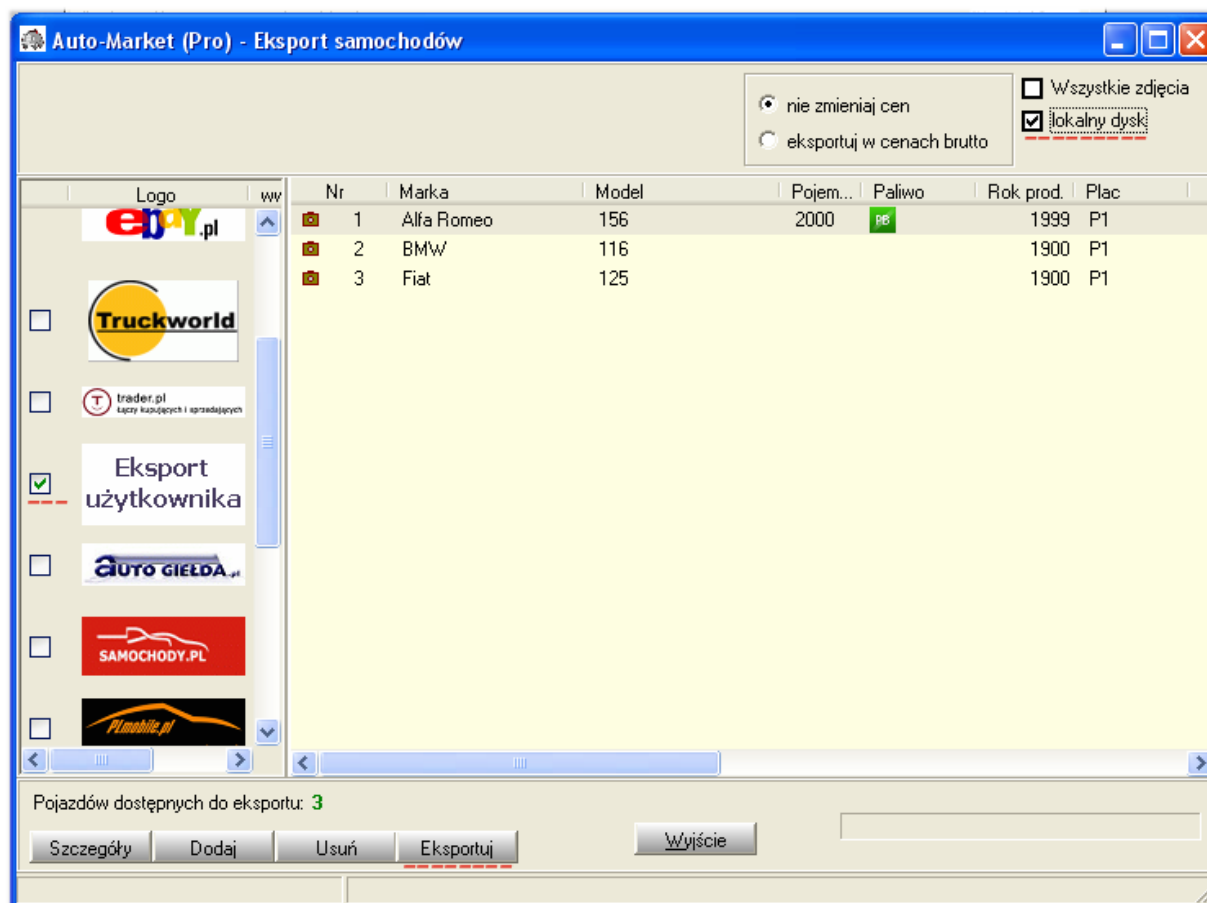 Auto-Market (Pro) - Eksport samochodów
nie zmieniaj cen
eksportuj w cenach brutto
Wszystkie zdjęcia
lokalny dysk
Logo ww
ebay.pl
Truckworld
trader.pl
Łączy kupujących i sprzedających
Eksport
użytkownika
AUTO GIEŁDA.pl
SAMOCHODY.PL
PLmobile.pl
Nr Marka Model Pojem... Paliwo Rok prod. Plac
1 Alfa Romeo 156 2000 PB 1999 P1
2 BMW 116 1900 P1
3 Fiat 125 1900 P1
Pojazdów dostępnych do eksportu: 3
Szczegóły Dodaj Usuń Eksportuj Wyjście